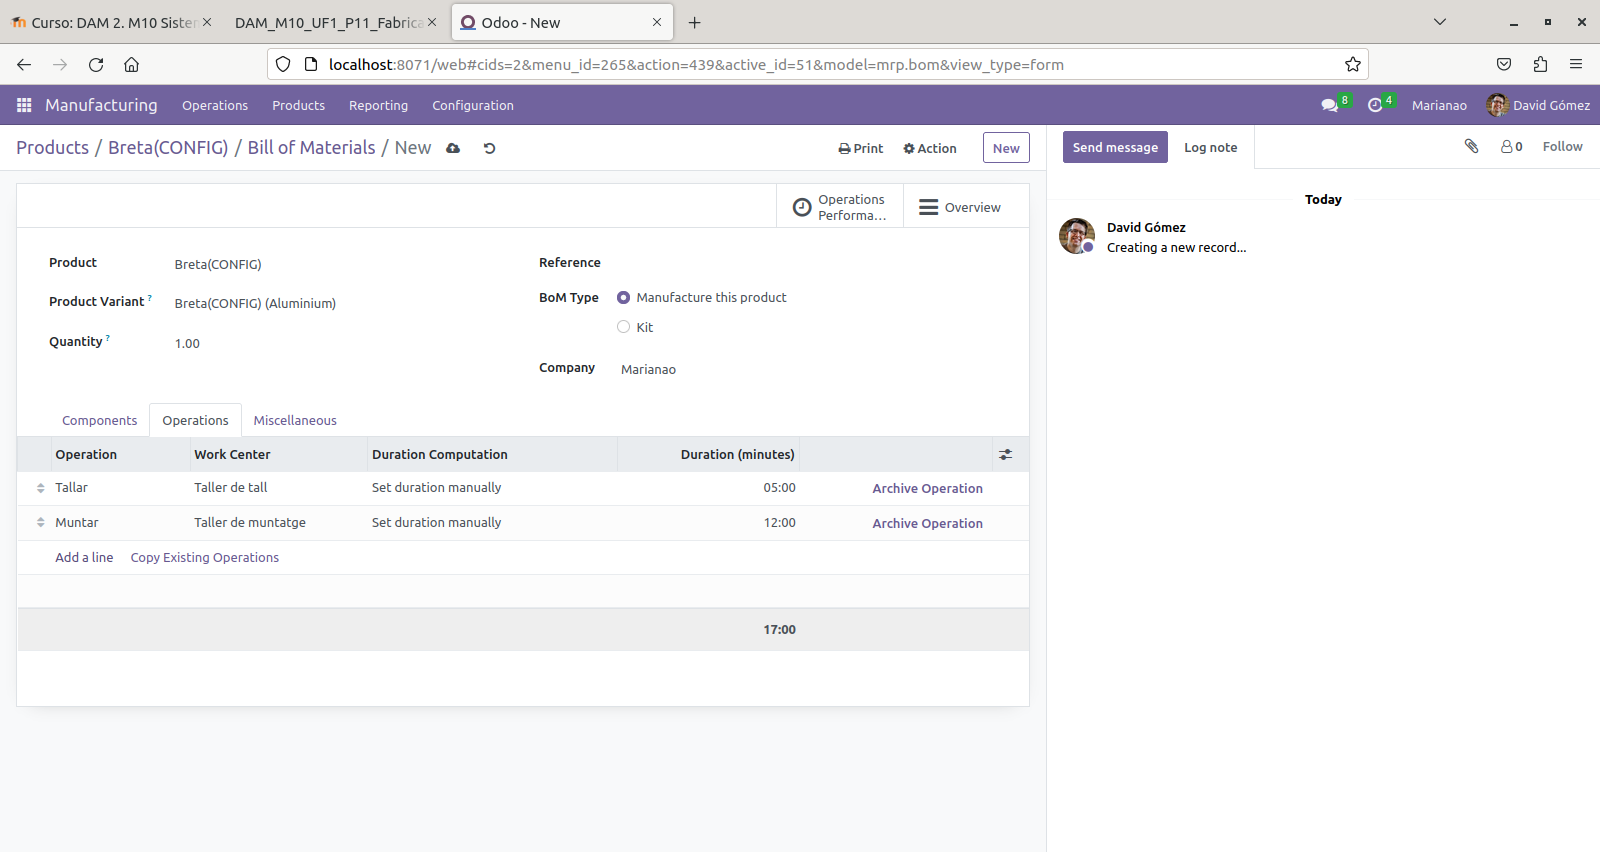 Curso: DAM 2. M10 Sister
DAM_M10_UF1_P11_Fabrica
Odoo - New
localhost:8071/web#cids=2&menu_id=265&action=439&active_id=51&model=mrp.bom&view_type=form
Manufacturing Operations Products Reporting Configuration 8 4 Marianao David Gómez
Products / Breta(CONFIG) / Bill of Materials / New Print Action New
Send message Log note 0 Follow
Operations Performa...
Overview
Today
David Gómez
Creating a new record...
Product Breta(CONFIG)
Product Variant ? Breta(CONFIG) (Aluminium)
Quantity ? 1.00
Reference
BoM Type Manufacture this product
Kit
Company Marianao
Components Operations Miscellaneous
Operation Work Center Duration Computation Duration (minutes)
Tallar Taller de tall Set duration manually 05:00 Archive Operation
Muntar Taller de muntatge Set duration manually 12:00 Archive Operation
Add a line Copy Existing Operations
17:00